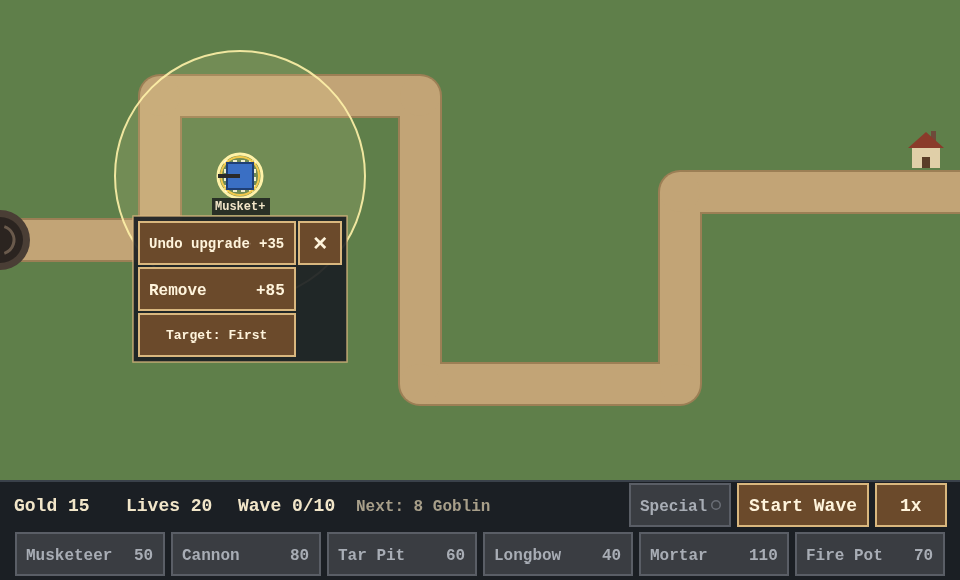 Musket+
Undo upgrade +35 ×
Remove +85
Target: First
Gold 15 Lives 20 Wave 0/10 Next: 8 Goblin Special Start Wave 1x
Musketeer 50 Cannon 80 Tar Pit 60 Longbow 40 Mortar 110 Fire Pot 70